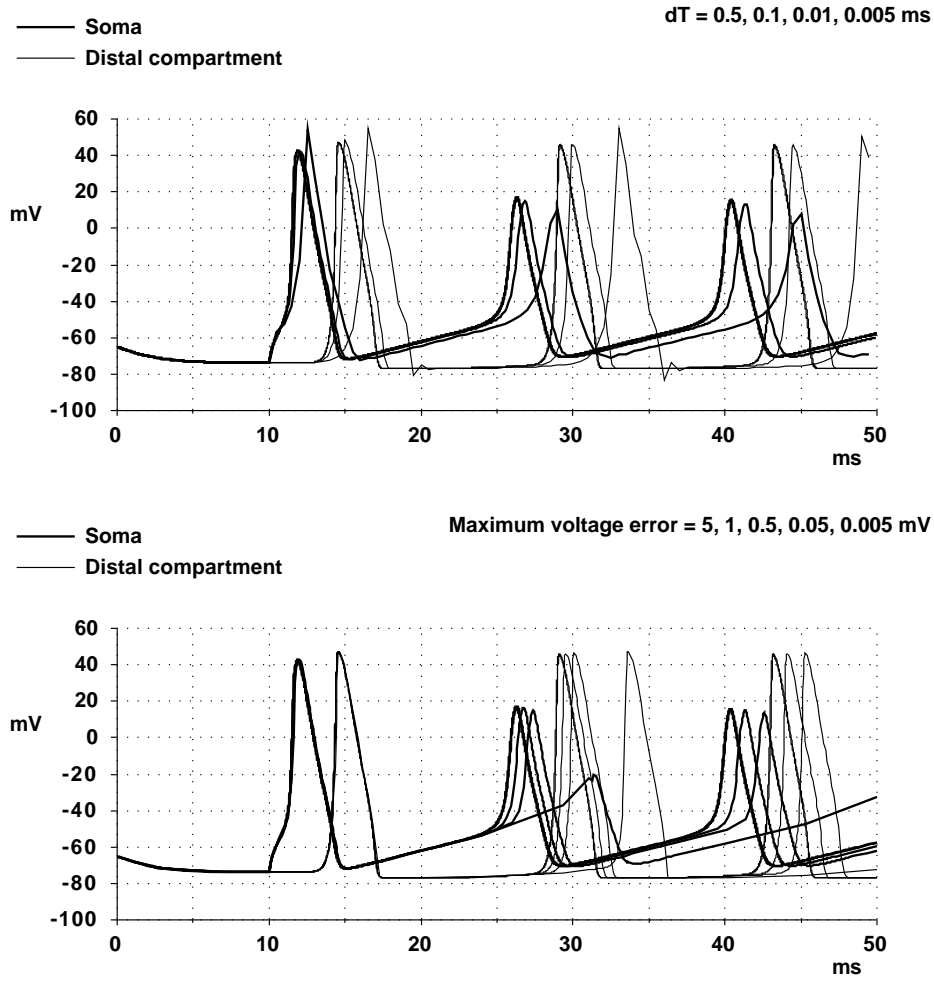 dT = 0.5, 0.1, 0.01, 0.005 ms
Soma
Distal compartment
60
40
20
0
-20
-40
-60
-80
-100
mV
0 10 20 30 40 50
ms
Maximum voltage error = 5, 1, 0.5, 0.05, 0.005 mV
Soma
Distal compartment
60
40
20
0
-20
-40
-60
-80
-100
mV
0 10 20 30 40 50
ms